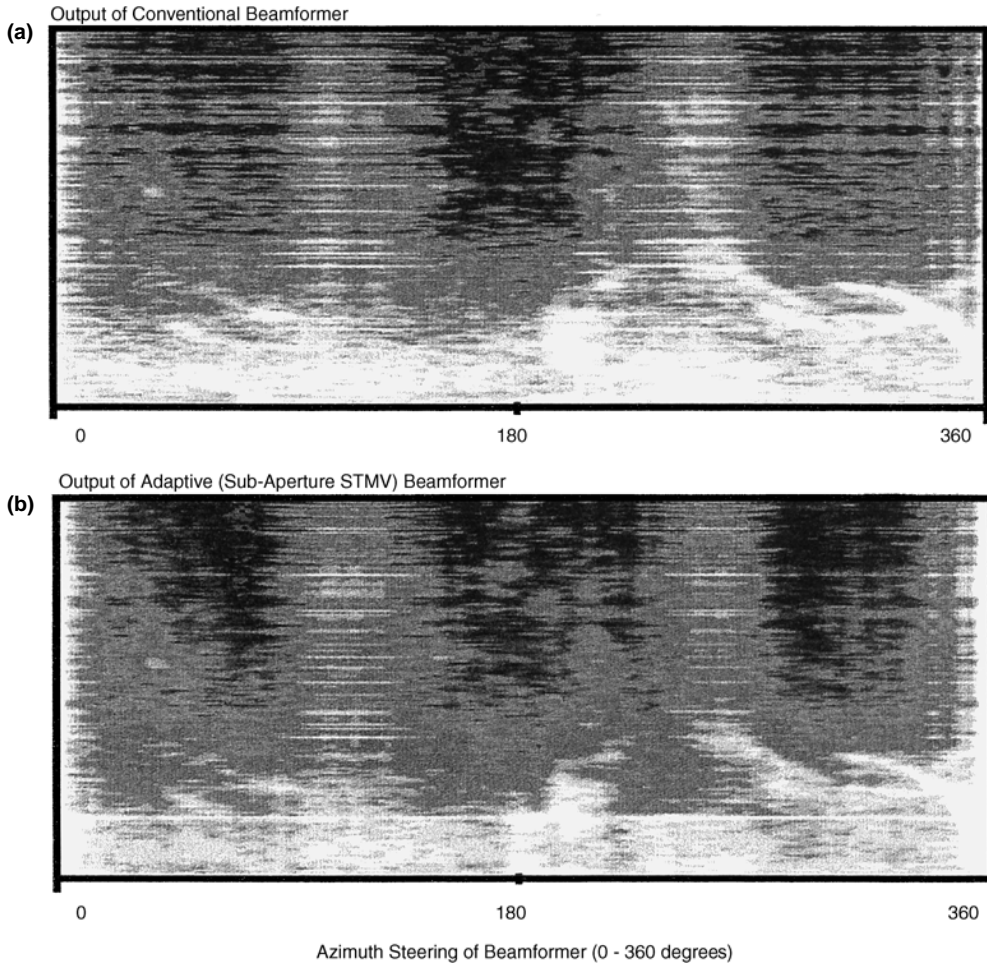 Output of Conventional Beamformer
(a)
0 180 360
Output of Adaptive (Sub-Aperture STMV) Beamformer
(b)
0 180 360
Azimuth Steering of Beamformer (0 - 360 degrees)